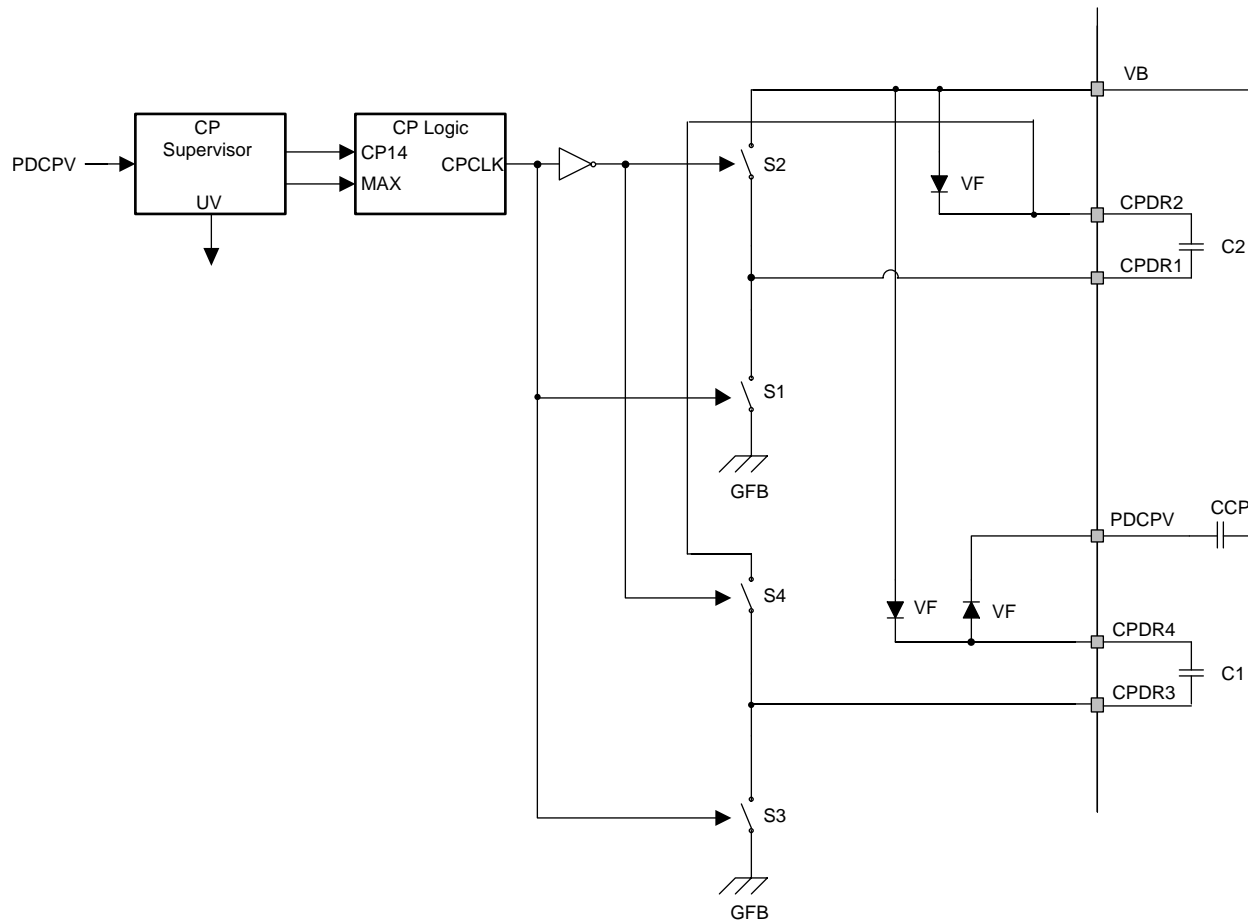 VB
CP
Supervisor
UV
PDCPV
CP Logic
CP14
MAX
CPCLK
S2
VF
CPDR2
C2
CPDR1
S1
GFB
PDCPV
CCP
S4
VF
VF
CPDR4
C1
CPDR3
S3
GFB